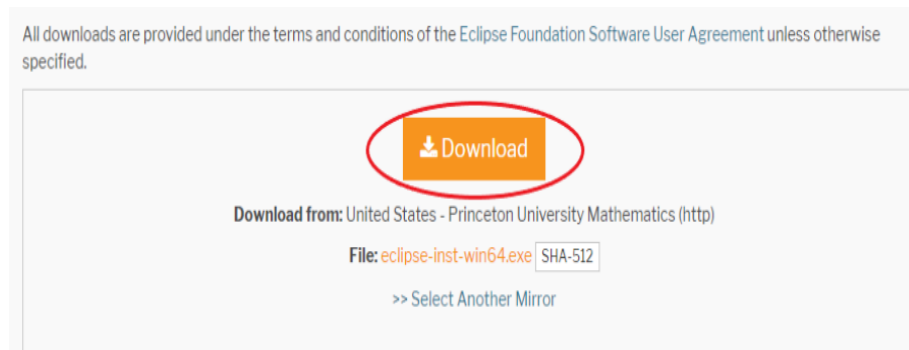 All downloads are provided under the terms and conditions of the Eclipse Foundation Software User Agreement unless otherwise
specified.
Download
Download from: United States - Princeton University Mathematics (http)
File: eclipse-inst-win64.exe SHA-512
>> Select Another Mirror